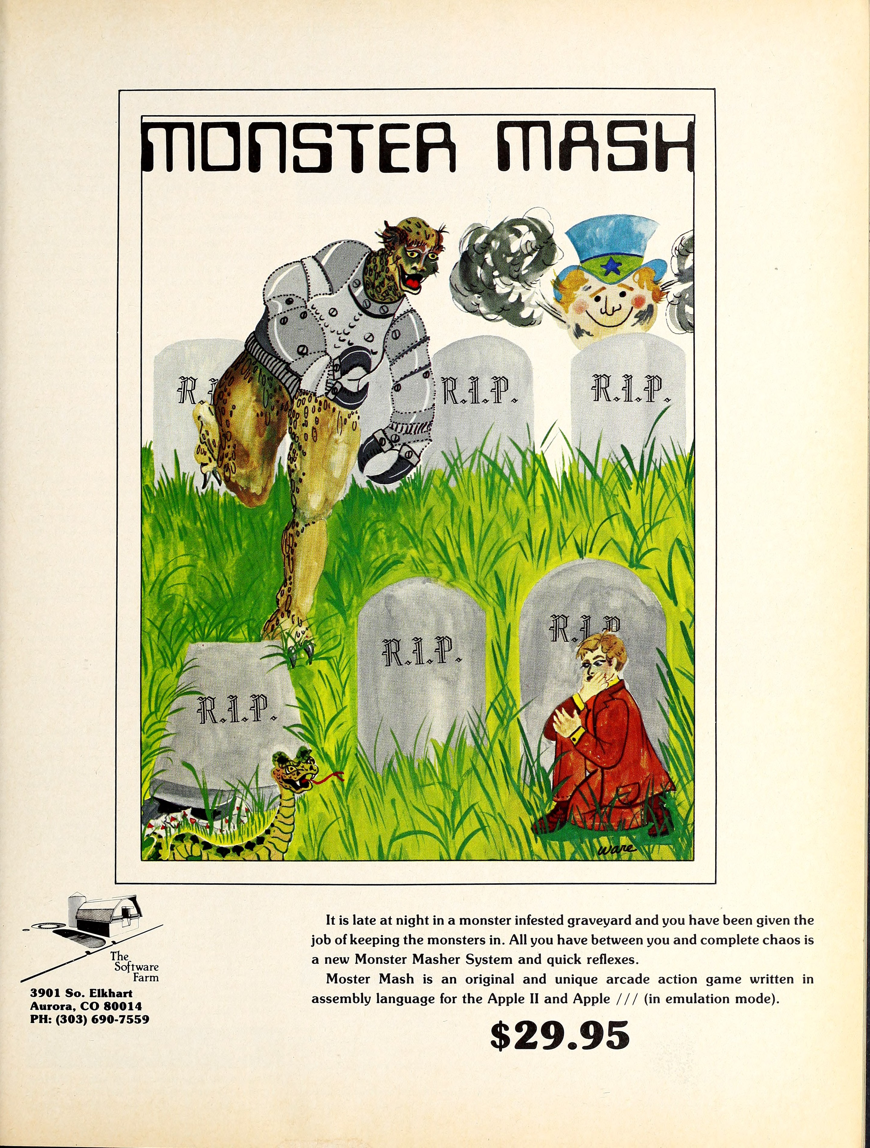 MONSTER MASH
R.I.P.
R.I.P.
R.I.P.
R.I.P.
R.I.P.
Ware
It is late at night in a monster infested graveyard and you have been given the
job of keeping the monsters in. All you have between you and complete chaos is
a new Monster Masher System and quick reflexes.
Moster Mash is an original and unique arcade action game written in
assembly language for the Apple II and Apple /// (in emulation mode).
$29.95
The
Software
Farm
3901 So. Elkhart
Aurora, CO 80014
PH: (303) 690-7559